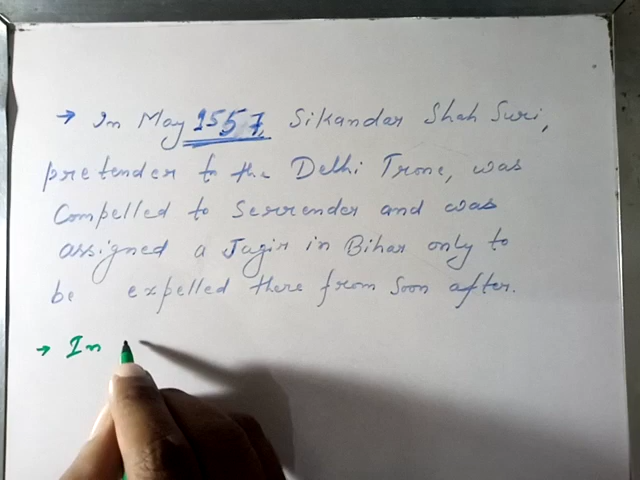 → In May 1557 Sikandar Shah Suri,
pretender to the Delhi Trone, was
Compelled to Serrender and was
assigned a Jagir in Bihar only to
be expelled there from Soon after.
→ In